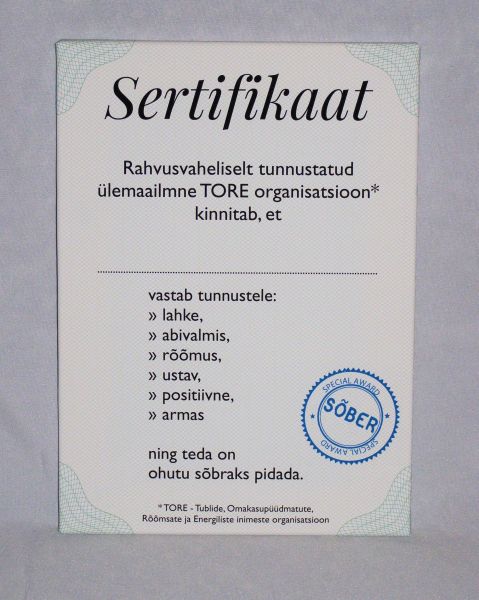 Sertifikaat
Rahvusvaheliselt tunnustatud
ülemaailmne TORE organisatsioon*
kinnitab, et
vastab tunnustele:
» lahke,
» abivalmis,
» rõõmus,
» ustav,
» positiivne,
» armas
SPECIAL AWARD
SÕBER
SPECIAL AWARD
ning teda on
ohutu sõbraks pidada.
* TORE - Tublide, Omakasupüüdmatute,
Rõõmsate ja Energiliste inimeste organisatsioon